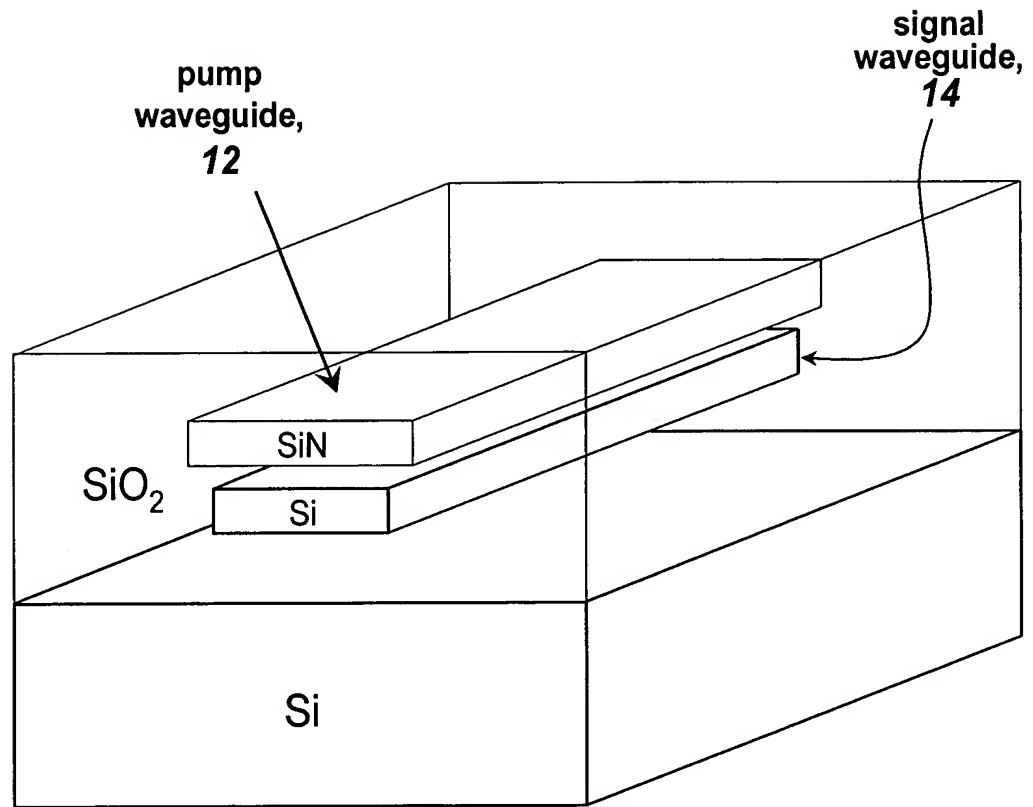 pump
waveguide,
12
signal
waveguide,
14
SiN
SiO₂
Si
Si